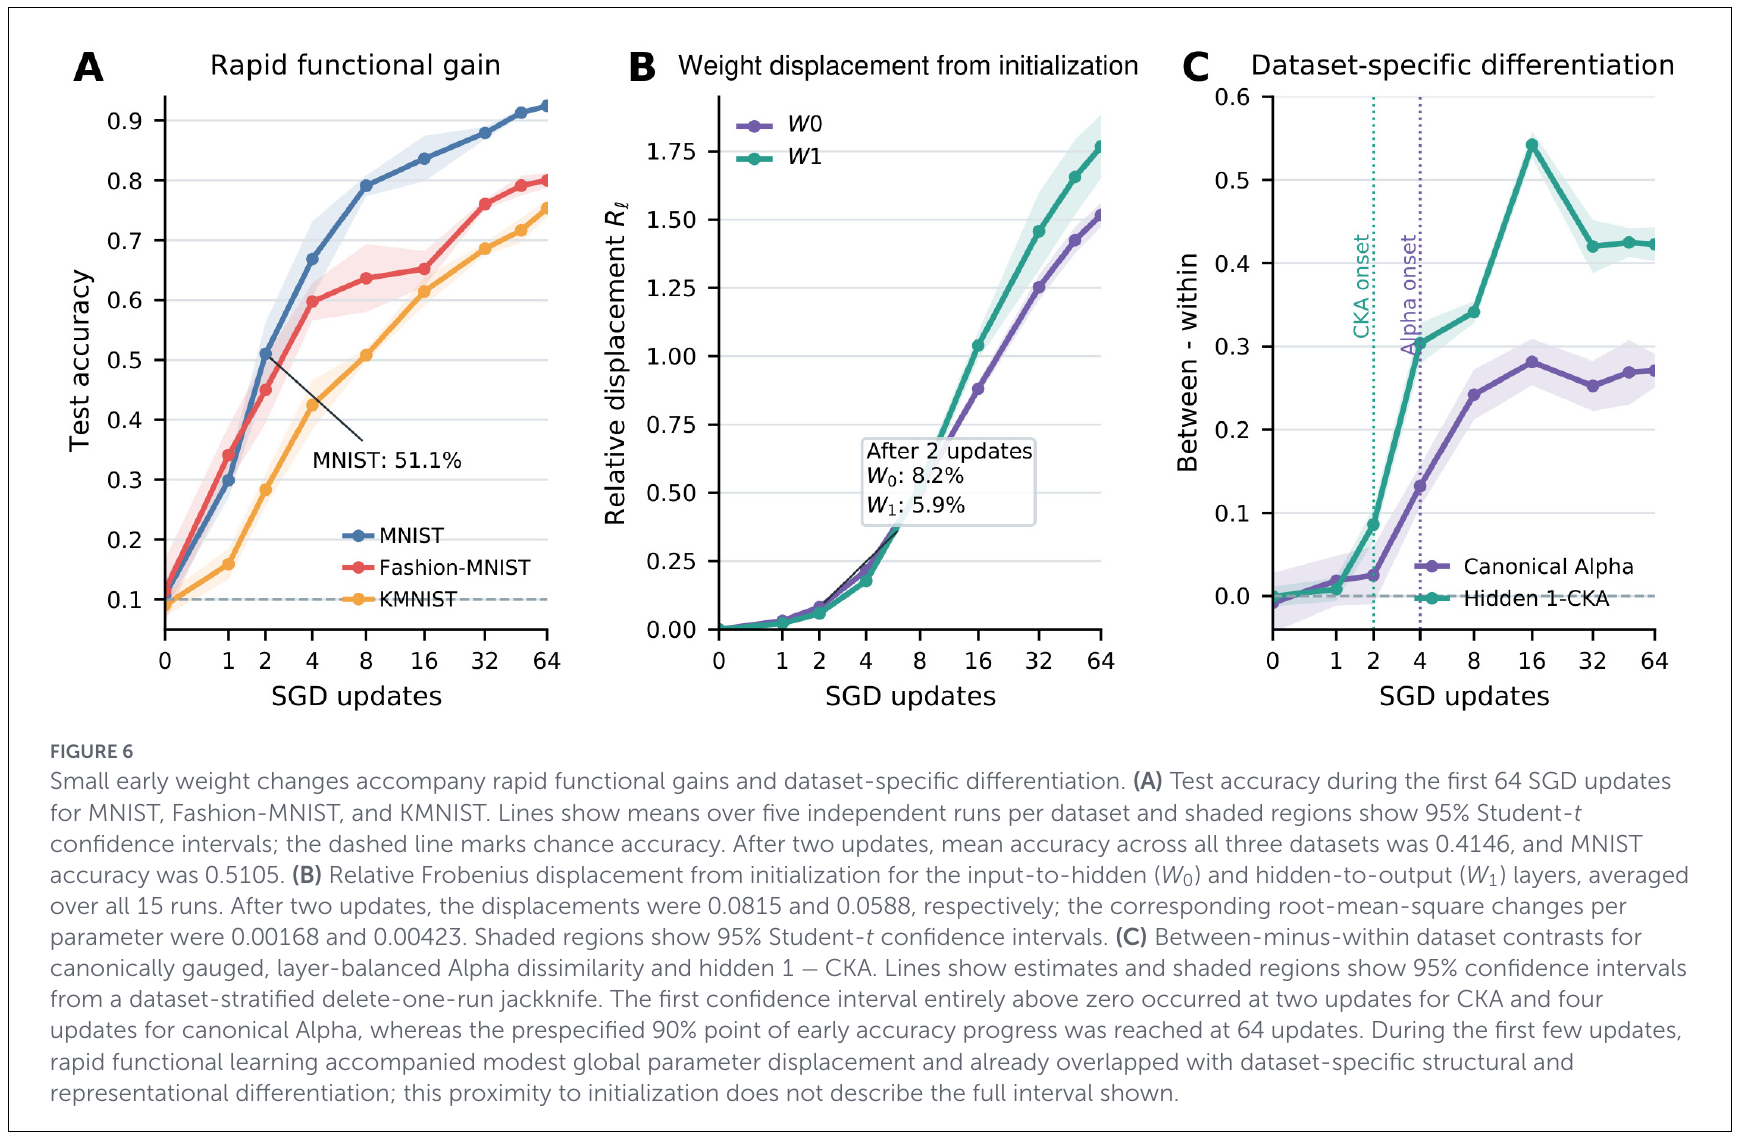 A Rapid functional gain
Test accuracy
0.9
0.8
0.7
0.6
0.5
0.4
0.3
0.2
0.1
MNIST: 51.1%
MNIST
Fashion-MNIST
KMNIST
0 1 2 4 8 16 32 64
SGD updates
B Weight displacement from initialization
Relative displacement Rℓ
W0
W1
1.75
1.50
1.25
1.00
0.75
0.50
0.25
0.00
After 2 updates
W0: 8.2%
W1: 5.9%
0 1 2 4 8 16 32 64
SGD updates
C Dataset-specific differentiation
Between - within
0.6
0.5
0.4
0.3
0.2
0.1
0.0
CKA onset
Alpha onset
Canonical Alpha
Hidden 1-CKA
0 1 2 4 8 16 32 64
SGD updates
FIGURE 6
Small early weight changes accompany rapid functional gains and dataset-specific differentiation. (A) Test accuracy during the first 64 SGD updates
for MNIST, Fashion-MNIST, and KMNIST. Lines show means over five independent runs per dataset and shaded regions show 95% Student-t
confidence intervals; the dashed line marks chance accuracy. After two updates, mean accuracy across all three datasets was 0.4146, and MNIST
accuracy was 0.5105. (B) Relative Frobenius displacement from initialization for the input-to-hidden (W0) and hidden-to-output (W1) layers, averaged
over all 15 runs. After two updates, the displacements were 0.0815 and 0.0588, respectively; the corresponding root-mean-square changes per
parameter were 0.00168 and 0.00423. Shaded regions show 95% Student-t confidence intervals. (C) Between-minus-within dataset contrasts for
canonically gauged, layer-balanced Alpha dissimilarity and hidden 1 − CKA. Lines show estimates and shaded regions show 95% confidence intervals
from a dataset-stratified delete-one-run jackknife. The first confidence interval entirely above zero occurred at two updates for CKA and four
updates for canonical Alpha, whereas the prespecified 90% point of early accuracy progress was reached at 64 updates. During the first few updates,
rapid functional learning accompanied modest global parameter displacement and already overlapped with dataset-specific structural and
representational differentiation; this proximity to initialization does not describe the full interval shown.